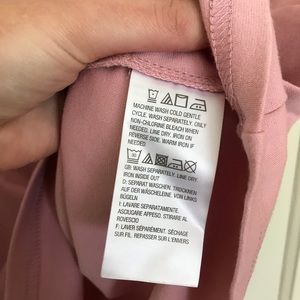 MACHINE WASH COLD GENTLE
CYCLE. WASH SEPARATELY. ONLY
NON-CHLORINE BLEACH WHEN
NEEDED. LINE DRY. IRON ON
REVERSE SIDE. WARM IRON IF
NEEDED
30
GB: WASH SEPARATELY. LINE DRY.
IRON INSIDE OUT
D: SEPARAT WASCHEN. TROCKNEN
AUF DER WÄSCHELEINE. VON LINKS
BÜGELN
I: LAVARE SEPARATAMENTE.
ASCIUGARE APPESO. STIRARE AL
ROVESCIO
F: LAVER SÉPARÉMENT. SÉCHAGE
SUR FIL. REPASSER SUR L'ENVERS